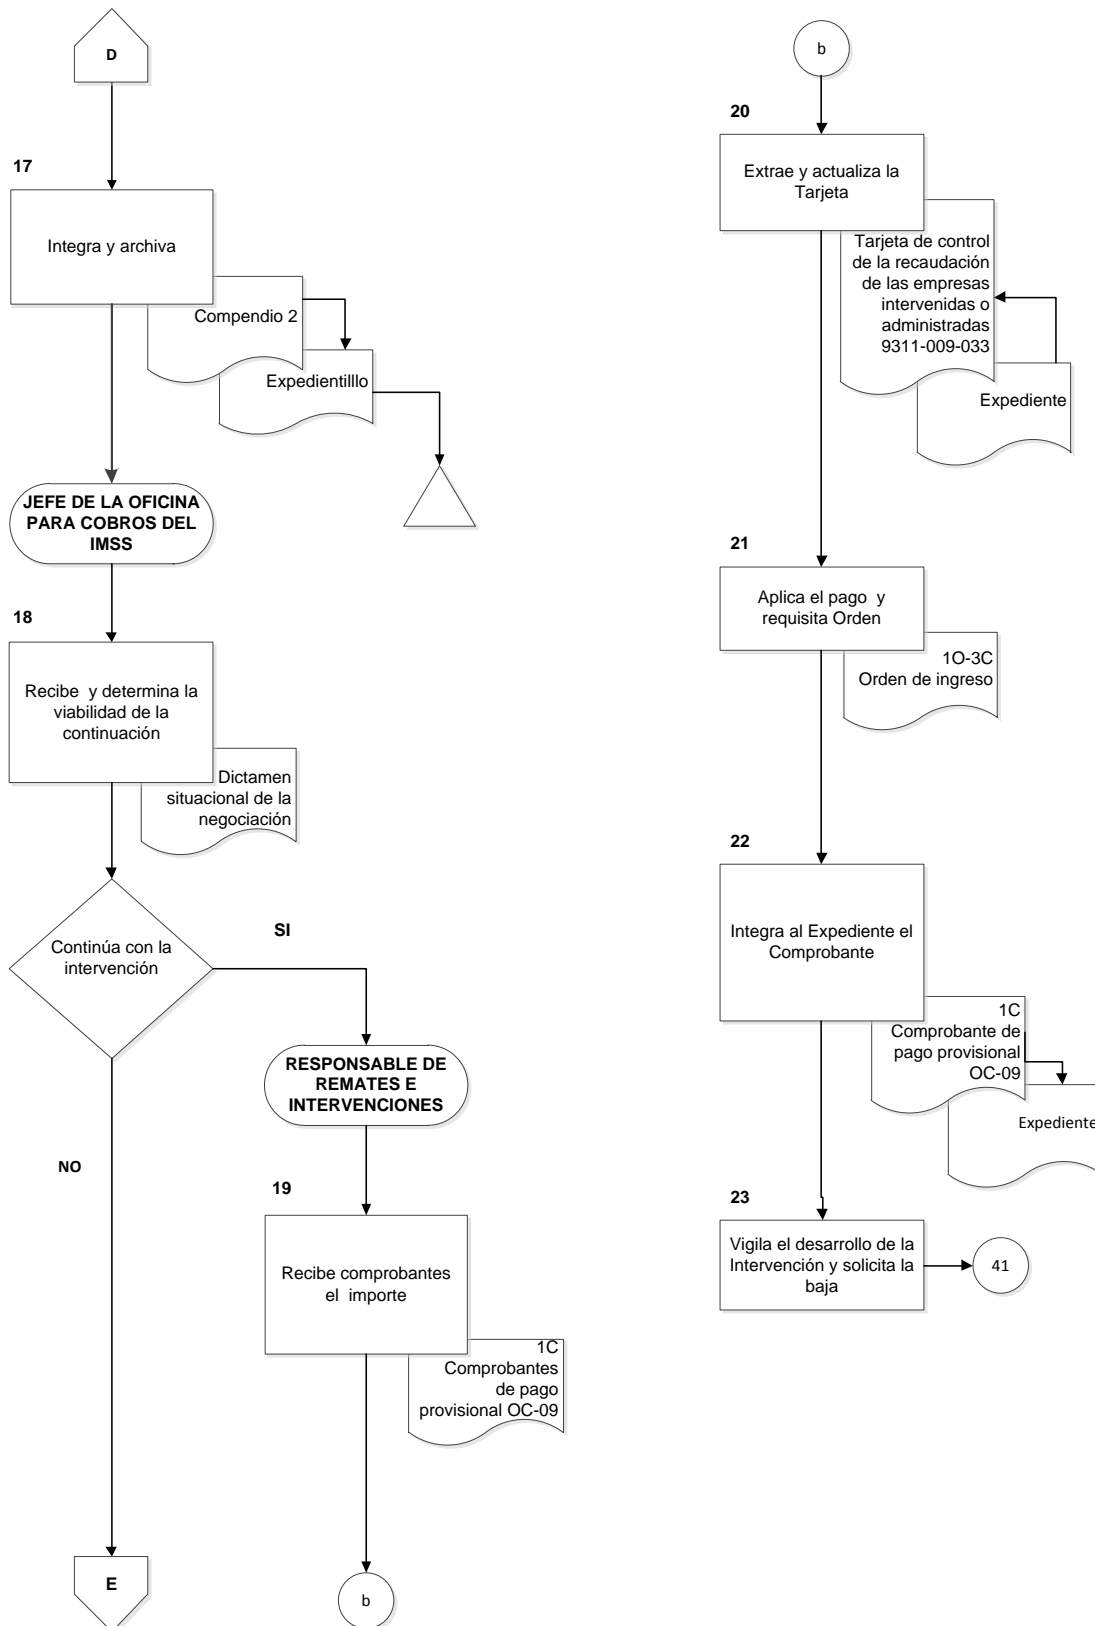 D
17
Integra y archiva
Compendio 2
Expedientilllo
JEFE DE LA OFICINA
PARA COBROS DEL
IMSS
18
Recibe y determina la
viabilidad de la
continuación
Dictamen
situacional de la
negociación
Continúa con la
intervención
SI
NO
RESPONSABLE DE
REMATES E
INTERVENCIONES
19
Recibe comprobantes
el importe
1C
Comprobantes
de pago
provisional OC-09
E
b
b
20
Extrae y actualiza la
Tarjeta
Tarjeta de control
de la recaudación
de las empresas
intervenidas o
administradas
9311-009-033
Expediente
21
Aplica el pago y
requisita Orden
1O-3C
Orden de ingreso
22
Integra al Expediente el
Comprobante
1C
Comprobante de
pago provisional
OC-09
Expediente
23
Vigila el desarrollo de la
Intervención y solicita la
baja
41